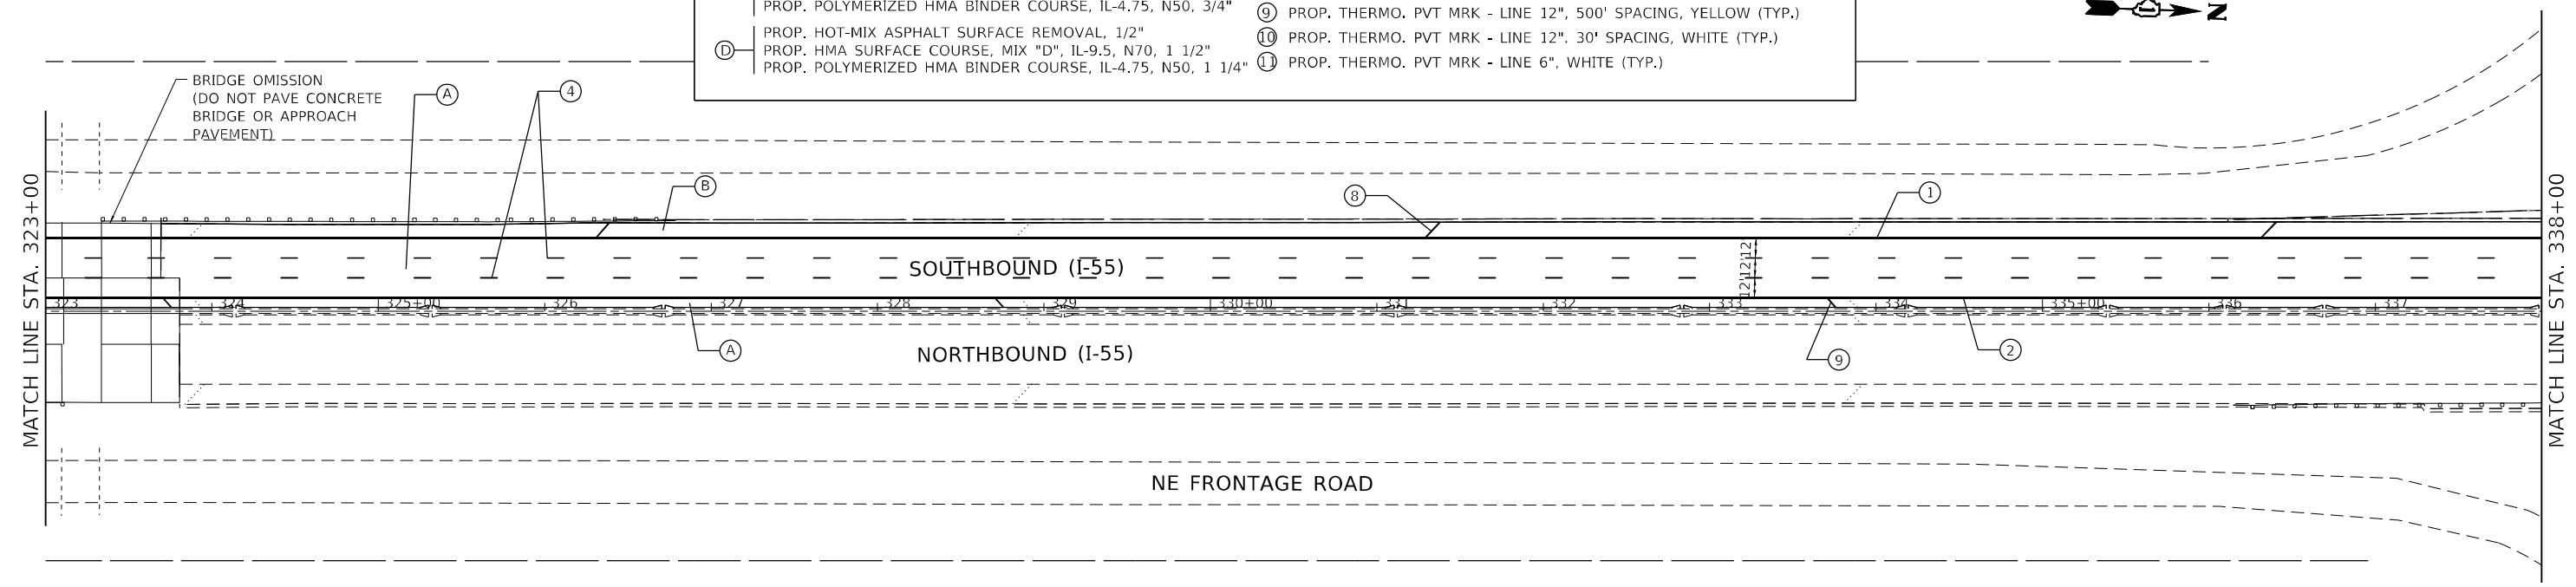 PROP. POLYMERIZED HMA BINDER COURSE, IL-4.75, N50, 3/4"
D
PROP. HOT-MIX ASPHALT SURFACE REMOVAL, 1/2"
PROP. HMA SURFACE COURSE, MIX "D", IL-9.5, N70, 1 1/2"
PROP. POLYMERIZED HMA BINDER COURSE, IL-4.75, N50, 1 1/4"
9 PROP. THERMO. PVT MRK - LINE 12", 500' SPACING, YELLOW (TYP.)
10 PROP. THERMO. PVT MRK - LINE 12". 30' SPACING, WHITE (TYP.)
11 PROP. THERMO. PVT MRK - LINE 6", WHITE (TYP.)
N
BRIDGE OMISSION
(DO NOT PAVE CONCRETE
BRIDGE OR APPROACH
PAVEMENT)
A
4
B
8
1
MATCH LINE STA. 323+00
SOUTHBOUND (I-55)
12'
12'
12'
323 324 325+00 326 327 328 329 330+00 331 332 333 334 335+00 336 337
A
NORTHBOUND (I-55)
9
2
MATCH LINE STA. 338+00
NE FRONTAGE ROAD